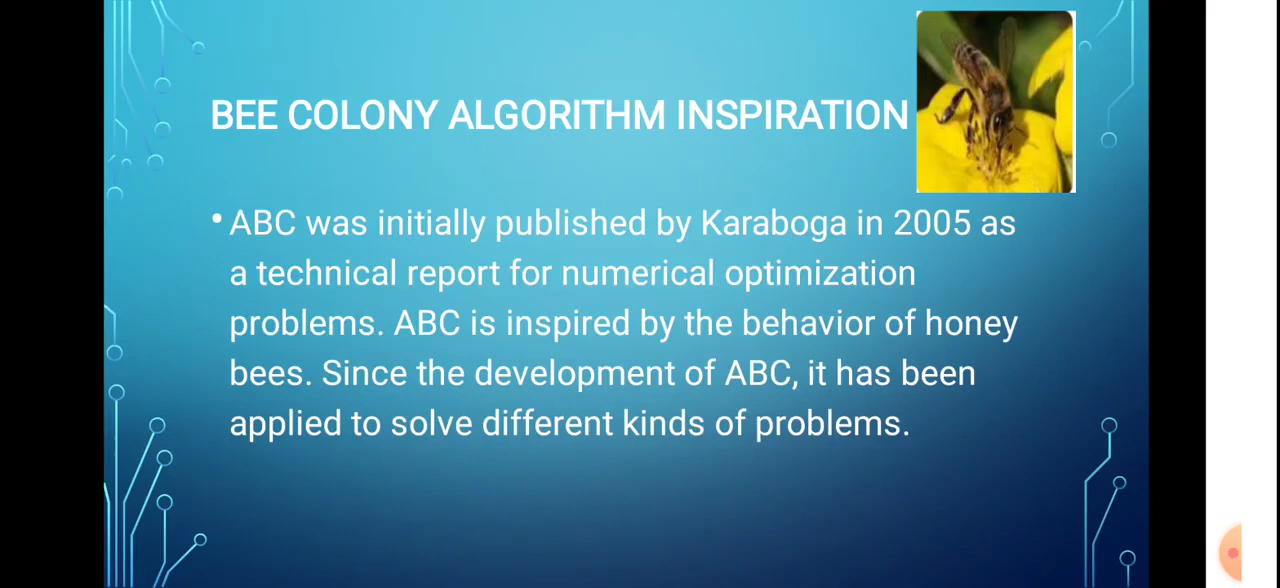 BEE COLONY ALGORITHM INSPIRATION
• ABC was initially published by Karaboga in 2005 as
a technical report for numerical optimization
problems. ABC is inspired by the behavior of honey
bees. Since the development of ABC, it has been
applied to solve different kinds of problems.